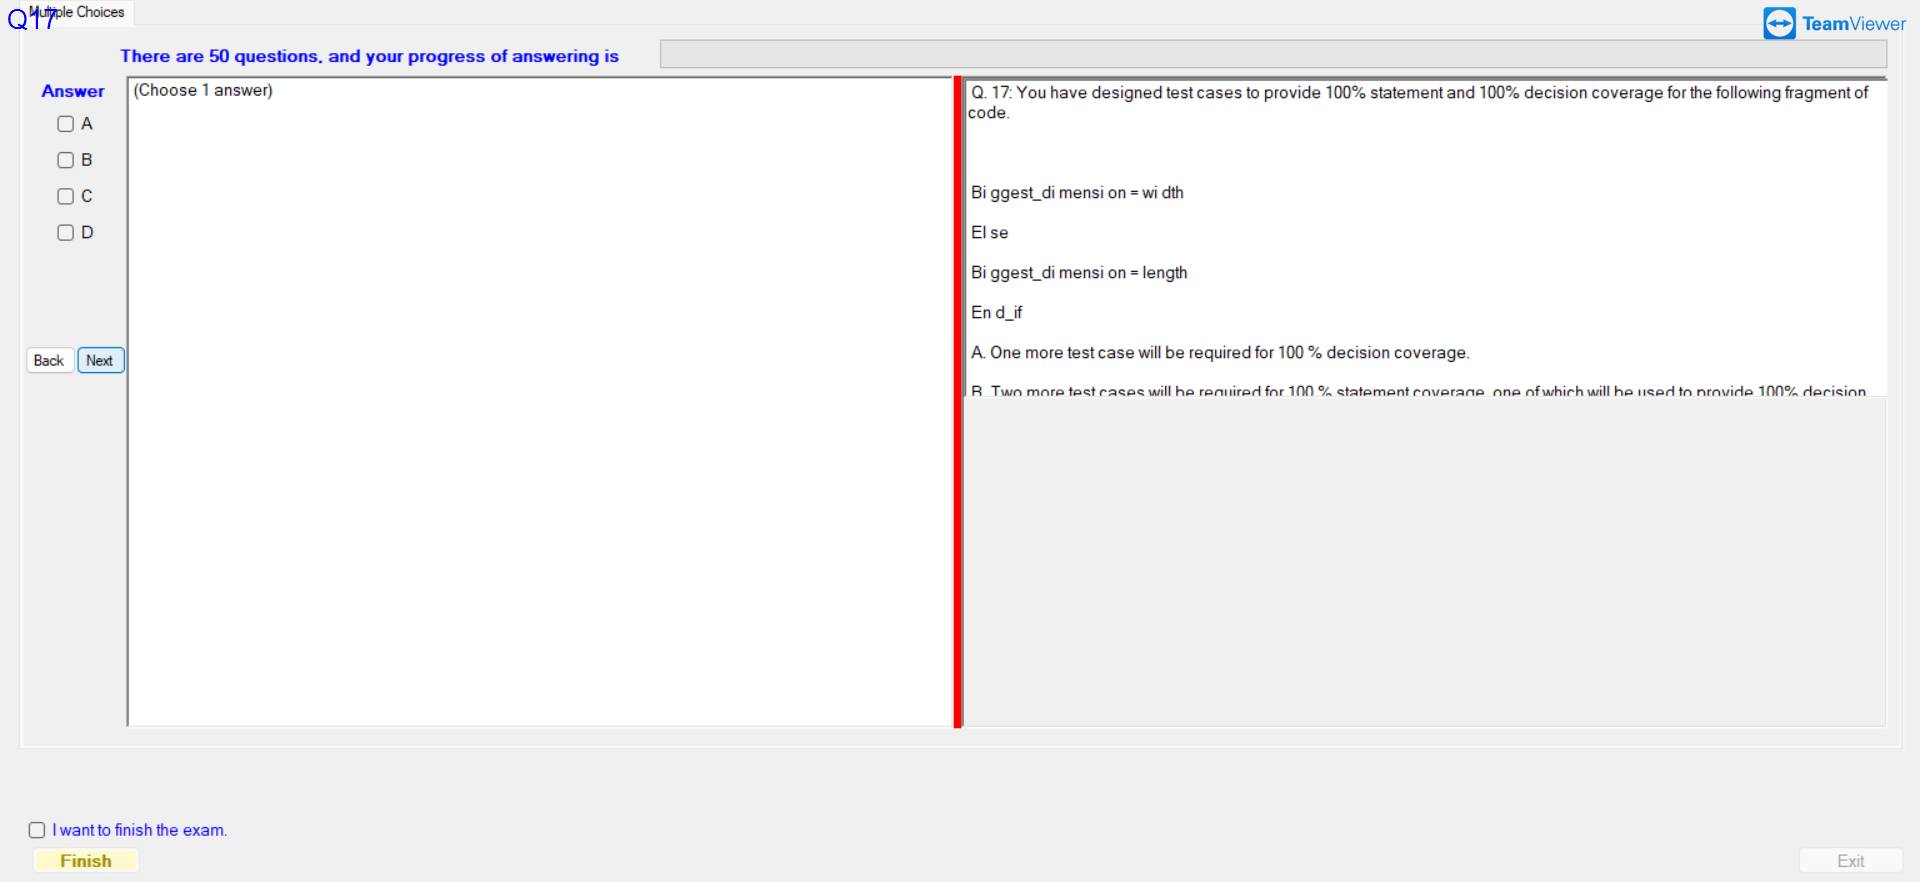 Multiple Choices
Q17
TeamViewer
There are 50 questions, and your progress of answering is
Answer
(Choose 1 answer)
A
B
C
D
Back
Next
Q. 17: You have designed test cases to provide 100% statement and 100% decision coverage for the following fragment of
code.
Bi ggest_di mensi on = wi dth
El se
Bi ggest_di mensi on = length
En d_if
A. One more test case will be required for 100 % decision coverage.
B. Two more test cases will be required for 100 % statement coverage, one of which will be used to provide 100% decision
I want to finish the exam.
Finish
Exit